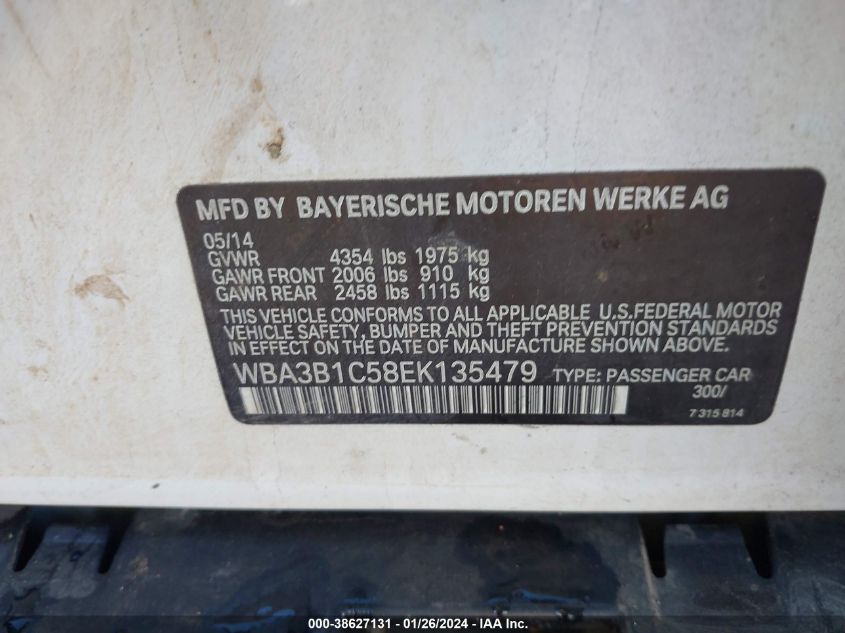 MFD BY BAYERISCHE MOTOREN WERKE AG
05/14
GVWR 4354 lbs 1975 kg
GAWR FRONT 2006 lbs 910 kg
GAWR REAR 2458 lbs 1115 kg
THIS VEHICLE CONFORMS TO ALL APPLICABLE U.S.FEDERAL MOTOR
VEHICLE SAFETY, BUMPER AND THEFT PREVENTION STANDARDS
IN EFFECT ON THE DATE OF MANUFACTURE SHOWN ABOVE.
WBA3B1C58EK135479 TYPE: PASSENGER CAR
300/
7 315 814
000-38627131 - 01/26/2024 - IAA Inc.